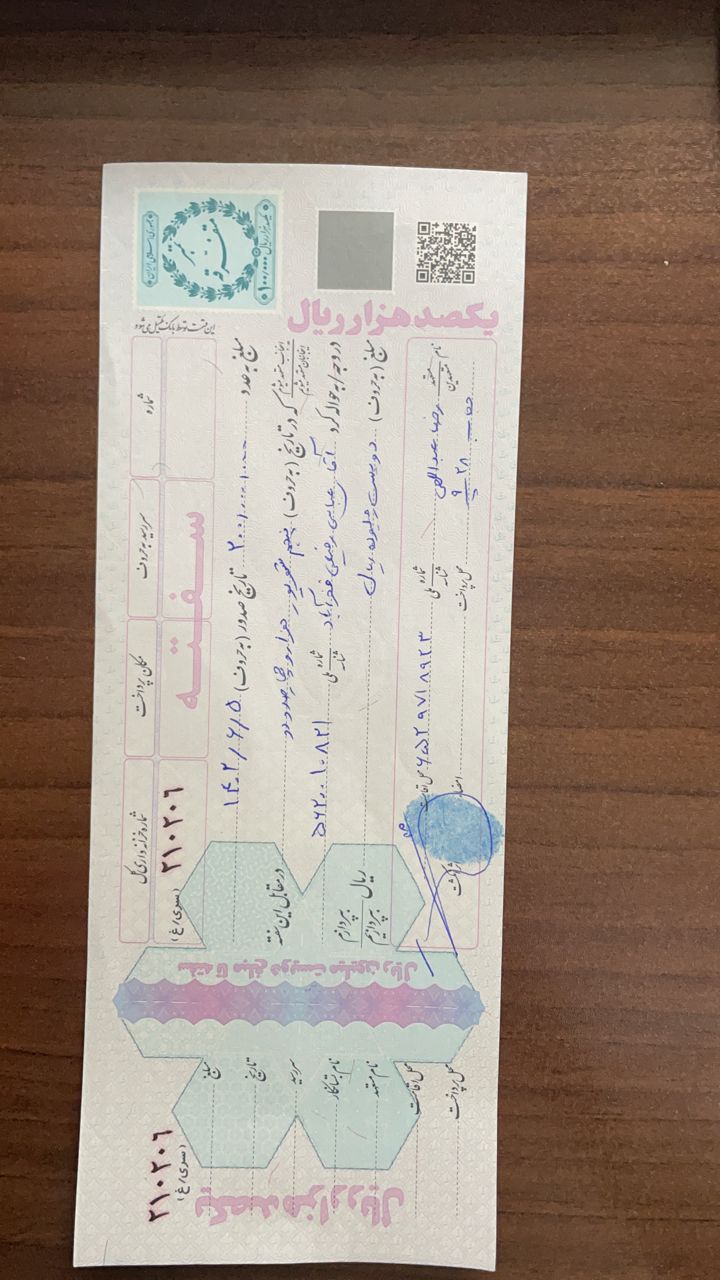 شماره
سررسید به حروف
مکان پرداخت
شماره خزانه داری کل
سفته
۲۱۰۲۰۶ (سری/غ)
جمهوری اسلامی ایران
تمبر
متفرقه
یکصد هزار ریال ۱۰۰/۰۰۰
مبلغ به عدد ۲۰۰/۰۰۰/۰۰۰ تاریخ صدور (به حروف) ۱۴۰۲/۶/۵
اینجانب متعهد میشوم
اینجانبان متعهد میشویم
که در تاریخ (به حروف) پنجم شهریور هزار و چهارصد و دو در مقابل این سفته
در وجه/به حواله کرد آقای عباس رفیعی فخرآباد شماره ملی شناسه ۵۶۲۰۰۱۰۸۲۱
مبلغ (به حروف) دویست میلیون ریال ریال بپردازم بپردازیم
نام متعهد متعهدین رضا عبداللهی شماره ملی شناسه ۶۵۲۹۷۱۸۹۲۳ محل اقامت
۹ ۲۸ محل پرداخت امضا اثر انگشت
یکصد هزار ریال
سفته تا مبلغ دویست میلیون ریال
۲۱۰۲۰۶
(سری/غ)
مبلغ
تاریخ
سررسید
نام بستانکار
نام متعهد
محل اقامت
محل پرداخت
یکصد هزار ریال